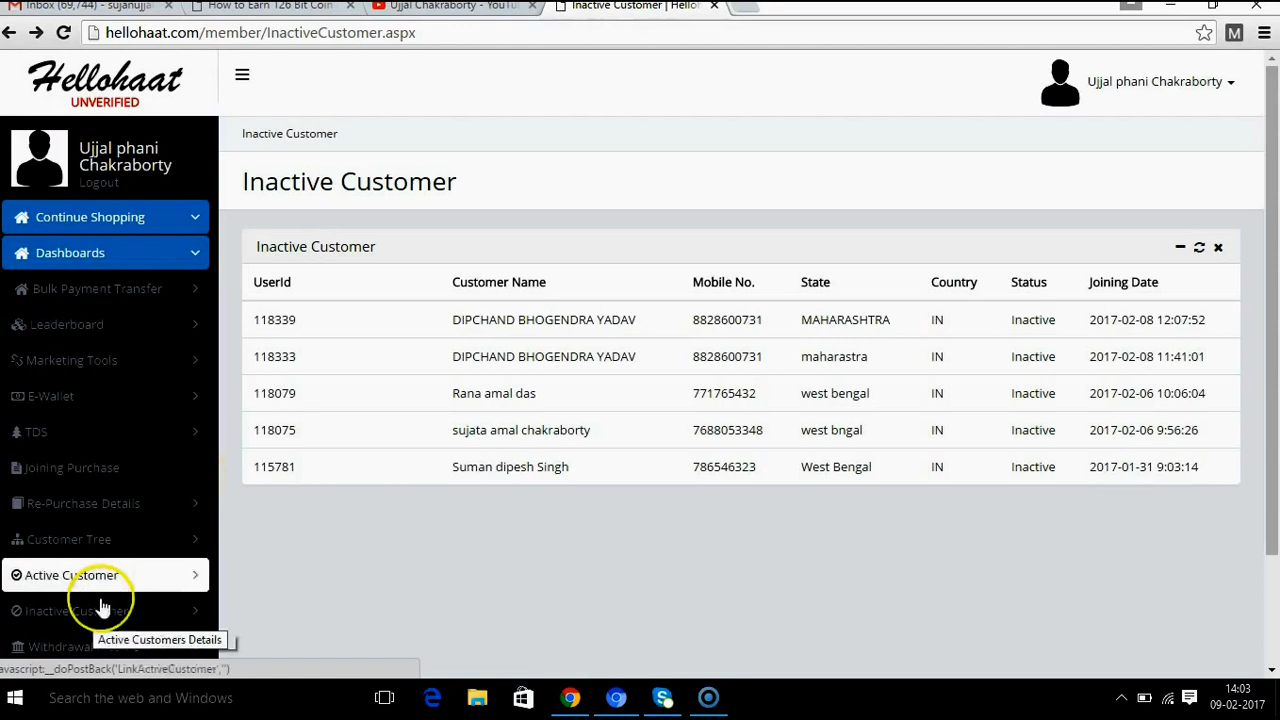 Inbox (69,744) - sujanujja
How to Earn 126 Bit Coin
Ujjal Chakraborty - YouTu
Inactive Customer | Hello
hellohaat.com/member/InactiveCustomer.aspx
M
Hellohaat
UNVERIFIED
Ujjal phani Chakraborty
Ujjal phani
Chakraborty
Logout
Continue Shopping
Dashboards
Bulk Payment Transfer
Leaderboard
Marketing Tools
E-Wallet
TDS
Joining Purchase
Re-Purchase Details
Customer Tree
Active Customer
Inactive Customer
Withdrawal
Active Customers Details
Inactive Customer
Inactive Customer
Inactive Customer
UserId Customer Name Mobile No. State Country Status Joining Date
118339 DIPCHAND BHOGENDRA YADAV 8828600731 MAHARASHTRA IN Inactive 2017-02-08 12:07:52
118333 DIPCHAND BHOGENDRA YADAV 8828600731 maharastra IN Inactive 2017-02-08 11:41:01
118079 Rana amal das 771765432 west bengal IN Inactive 2017-02-06 10:06:04
118075 sujata amal chakraborty 7688302348 west bngal IN Inactive 2017-02-06 9:56:26
115781 Suman dipesh Singh 786546323 West Bengal IN Inactive 2017-01-31 9:03:14
avascript:__doPostBack('LinkActiveCustomer','')
Search the web and Windows
14:03
09-02-2017